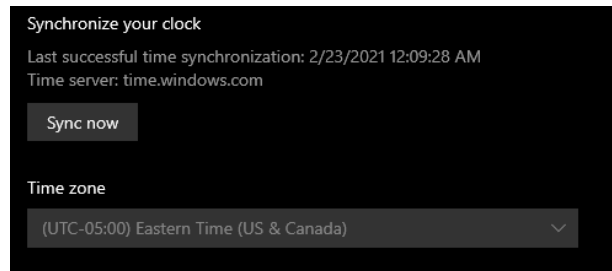 Synchronize your clock
Last successful time synchronization: 2/23/2021 12:09:28 AM
Time server: time.windows.com
Sync now
Time zone
(UTC-05:00) Eastern Time (US & Canada)